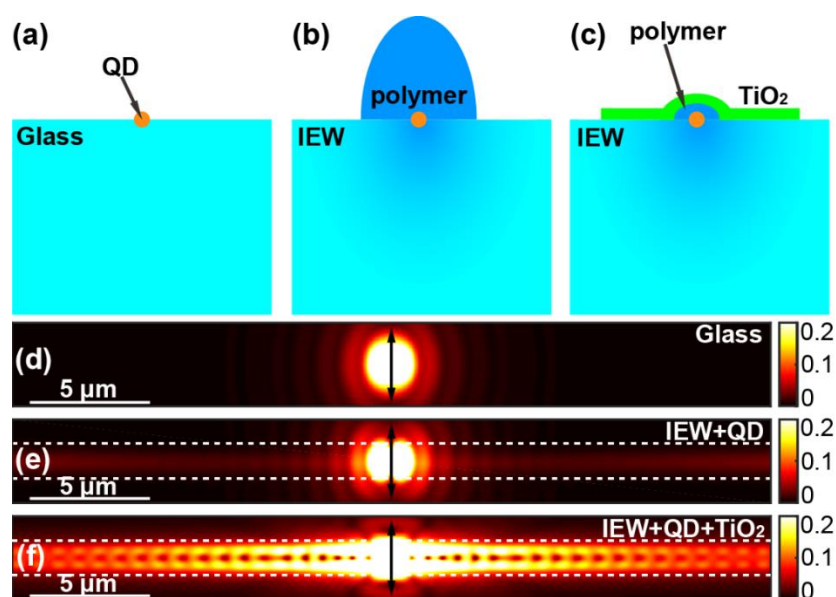 (a)
QD
Glass
(b)
polymer
IEW
(c)
polymer
TiO₂
IEW
(d)
Glass
5 µm
0.2
0.1
0
(e)
IEW+QD
5 µm
0.2
0.1
0
(f)
IEW+QD+TiO₂
5 µm
0.2
0.1
0